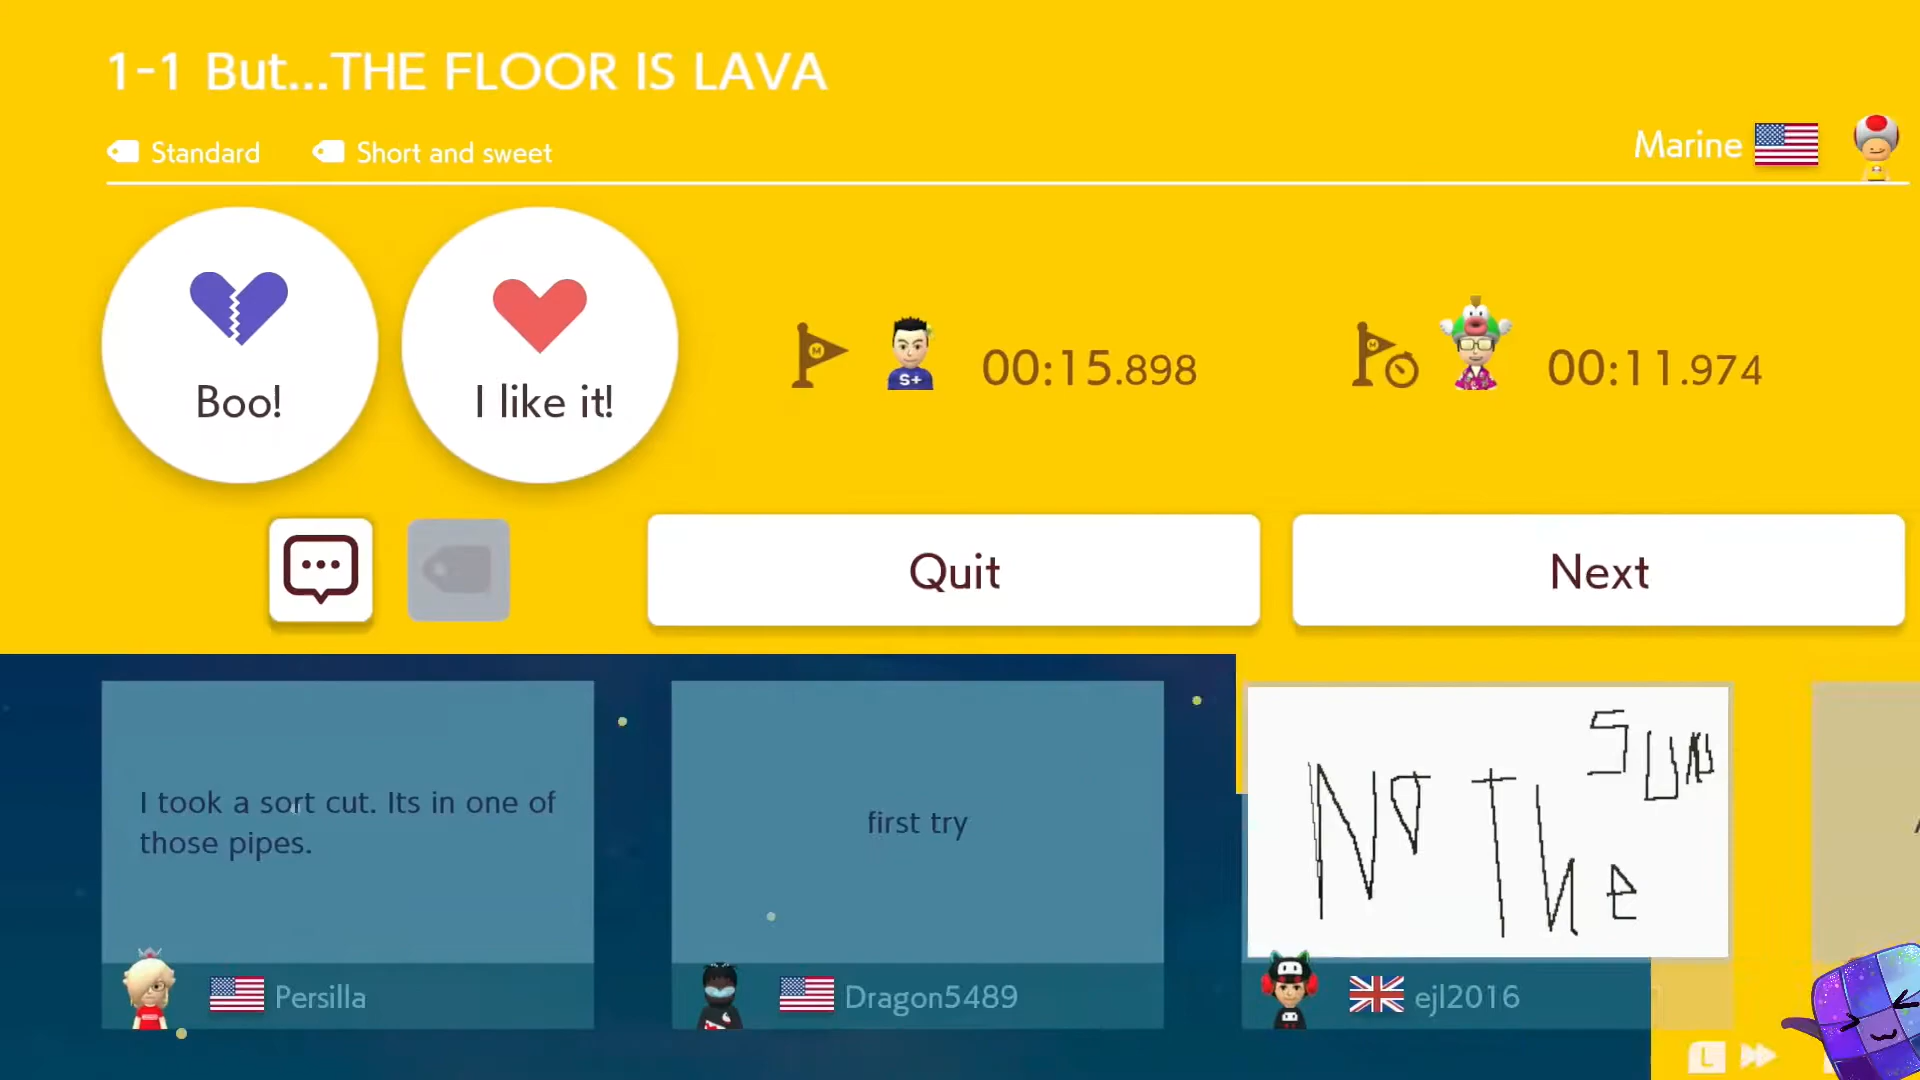 1-1 But...THE FLOOR IS LAVA
Standard
Short and sweet
Marine
Boo!
I like it!
M
S+
00:15.898
M
00:11.974
...
Quit
Next
I took a sort cut. Its in one of
those pipes.
first try
No The
Sun
Persilla
Dragon5489
ejl2016
L